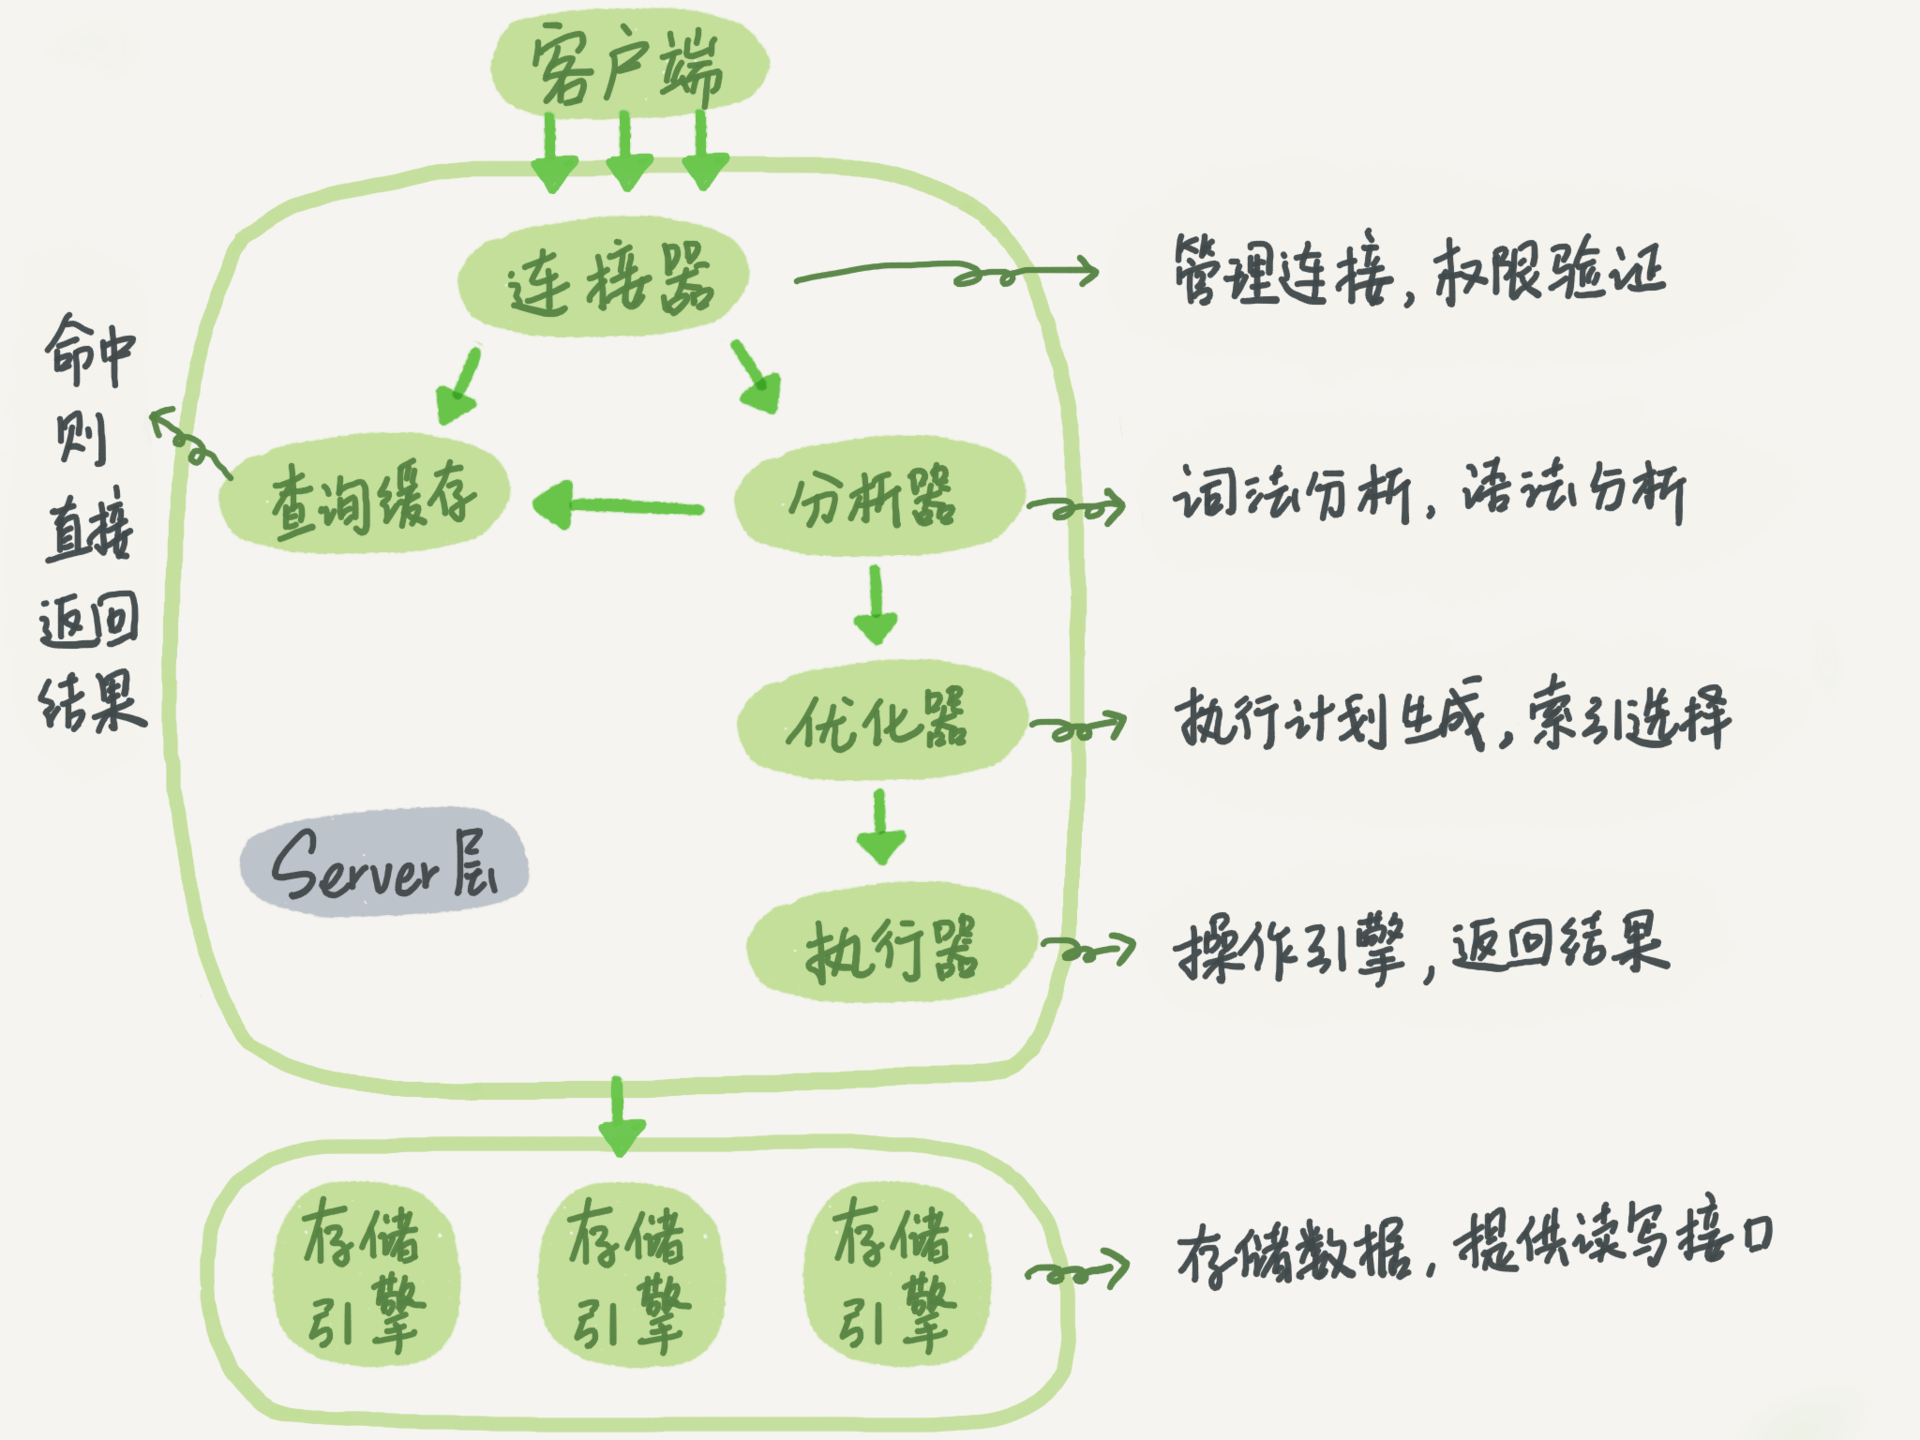 客户端
连接器
管理连接，权限验证
命中
则
直接
返回
结果
查询缓存
分析器
词法分析，语法分析
优化器
执行计划生成，索引选择
Server层
执行器
操作引擎，返回结果
存储
引擎
存储
引擎
存储
引擎
存储数据，提供读写接口